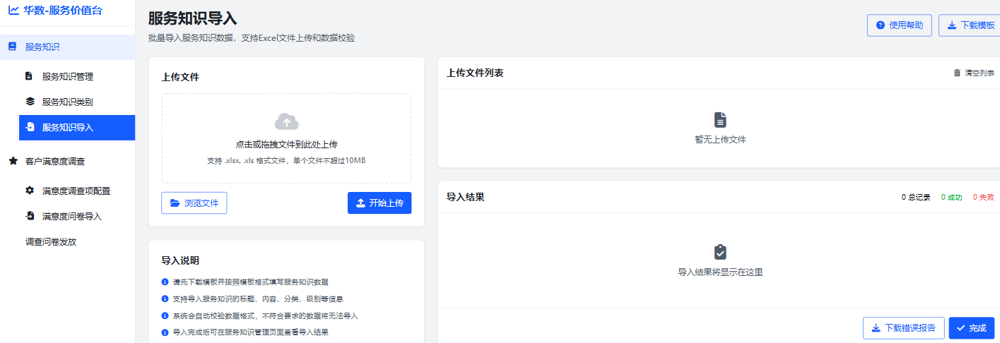 华数-服务价值台
服务知识
服务知识管理
服务知识类别
服务知识导入
客户满意度调查
满意度调查项配置
满意度问卷导入
调查问卷发放
服务知识导入
批量导入服务知识数据，支持Excel文件上传和数据校验
使用帮助
下载模板
上传文件
点击或拖拽文件到此处上传
支持 .xlsx, .xls 格式文件，单个文件不超过10MB
浏览文件
开始上传
导入说明
请先下载模板并按照模板格式填写服务知识数据
支持导入服务知识的标题、内容、分类、级别等信息
系统会自动校验数据格式，不符合要求的数据将无法导入
导入完成后可在服务知识管理页面查看导入结果
上传文件列表
清空列表
暂无上传文件
导入结果
0 总记录 0 成功 0 失败
导入结果将显示在这里
下载错误报告
完成